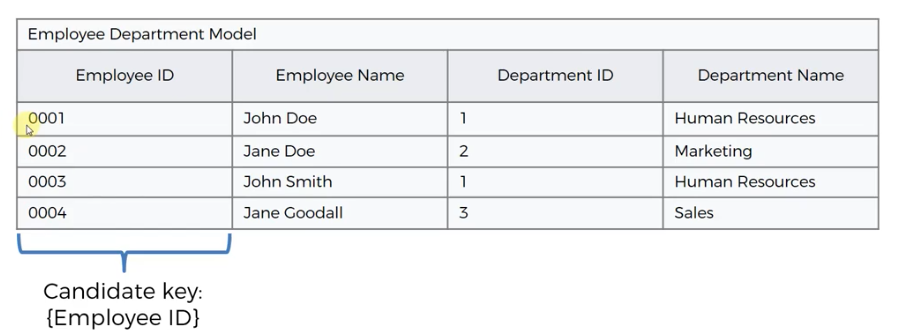 Employee Department Model
Employee ID Employee Name Department ID Department Name
0001 John Doe 1 Human Resources
0002 Jane Doe 2 Marketing
0003 John Smith 1 Human Resources
0004 Jane Goodall 3 Sales
Candidate key:
{Employee ID}